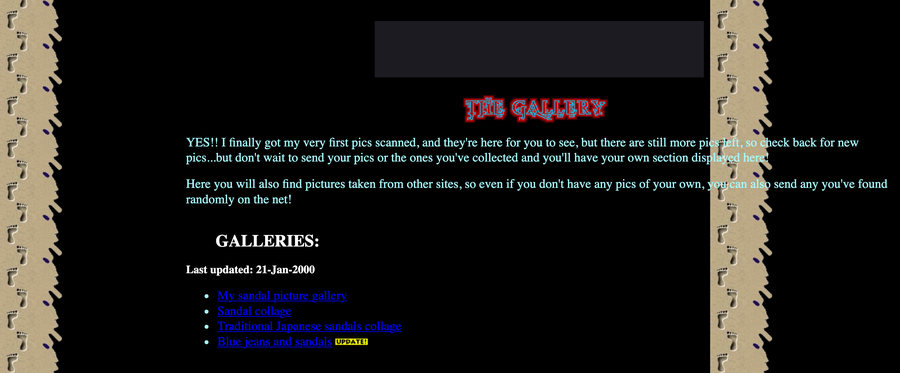 THE GALLERY
YES!! I finally got my very first pics scanned, and they're here for you to see, but there are still more pics left, so check back for new
pics...but don't wait to send your pics or the ones you've collected and you'll have your own section displayed here!
Here you will also find pictures taken from other sites, so even if you don't have any pics of your own, you can also send any you've found
randomly on the net!
GALLERIES:
Last updated: 21-Jan-2000
My sandal picture gallery
Sandal collage
Traditional Japanese sandals collage
Blue jeans and sandals UPDATE!